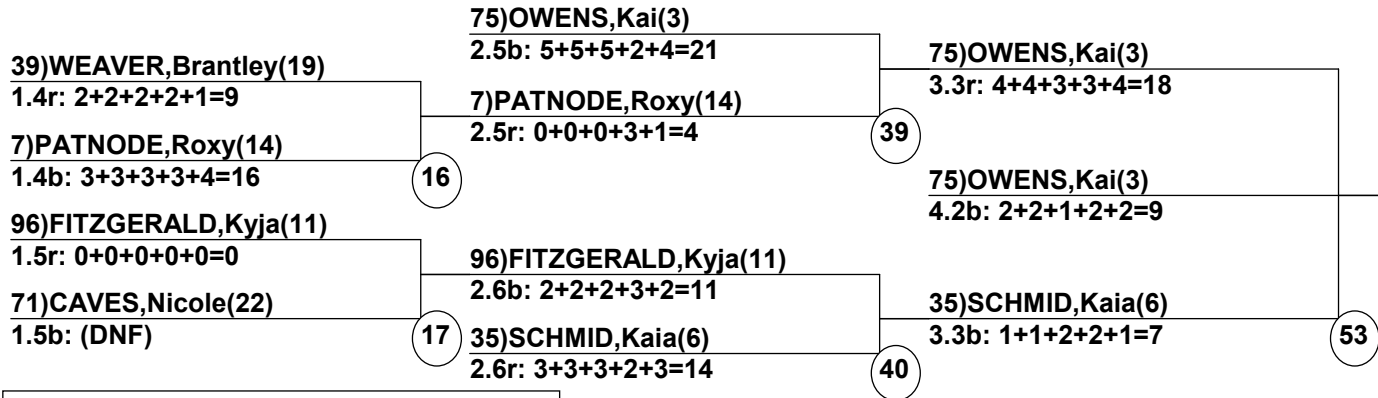 39)WEAVER,Brantley(19)
1.4r: 2+2+2+2+1=9
7)PATNODE,Roxy(14)
1.4b: 3+3+3+3+4=16
16
96)FITZGERALD,Kyja(11)
1.5r: 0+0+0+0+0=0
71)CAVES,Nicole(22)
1.5b: (DNF)
17
75)OWENS,Kai(3)
2.5b: 5+5+5+2+4=21
7)PATNODE,Roxy(14)
2.5r: 0+0+0+3+1=4
39
96)FITZGERALD,Kyja(11)
2.6b: 2+2+2+3+2=11
35)SCHMID,Kaia(6)
2.6r: 3+3+3+2+3=14
40
75)OWENS,Kai(3)
3.3r: 4+4+3+3+4=18
75)OWENS,Kai(3)
4.2b: 2+2+1+2+2=9
35)SCHMID,Kaia(6)
3.3b: 1+1+2+2+1=7
53